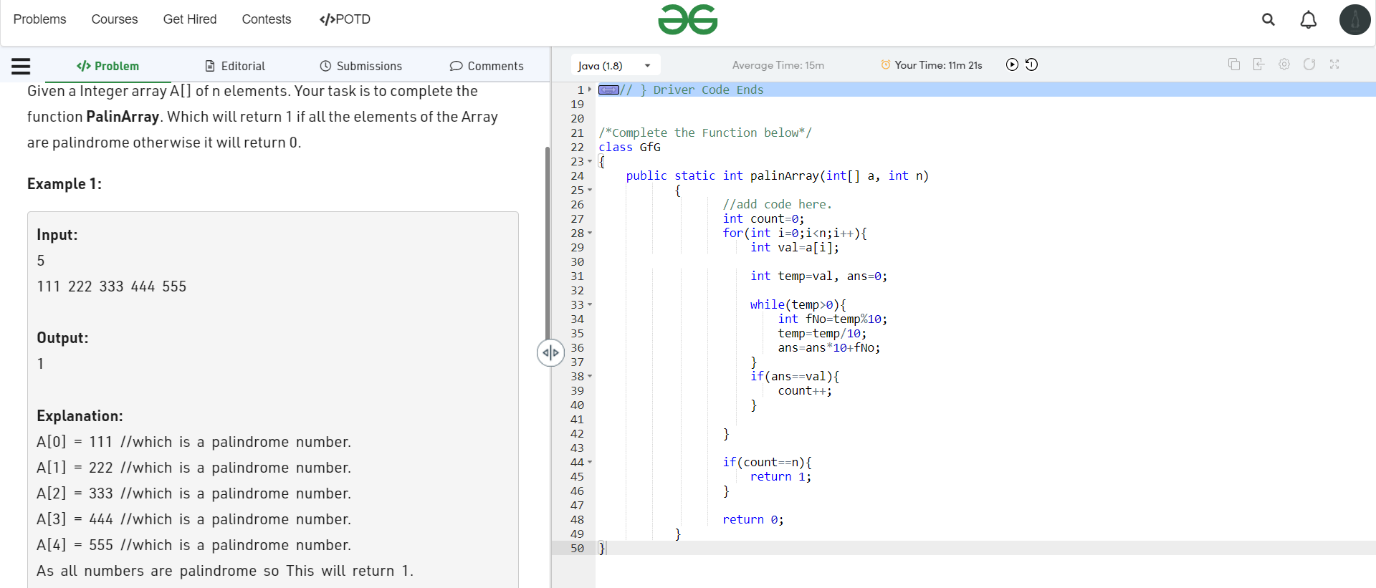 Problems Courses Get Hired Contests </>POTD
</> Problem Editorial Submissions Comments
Given a Integer array A[] of n elements. Your task is to complete the
function PalinArray. Which will return 1 if all the elements of the Array
are palindrome otherwise it will return 0.
Example 1:
Input:
5
111 222 333 444 555
Output:
1
Explanation:
A[0] = 111 //which is a palindrome number.
A[1] = 222 //which is a palindrome number.
A[2] = 333 //which is a palindrome number.
A[3] = 444 //which is a palindrome number.
A[4] = 555 //which is a palindrome number.
As all numbers are palindrome so This will return 1.
Java (1.8) Average Time: 15m Your Time: 11m 21s
1 // } Driver Code Ends
19
20
21 /*Complete the Function below*/
22 class GfG
23 {
24 public static int palinArray(int[] a, int n)
25 {
26 //add code here.
27 int count=0;
28 for(int i=0;i<n;i++){
29 int val=a[i];
30
31 int temp=val, ans=0;
32
33 while(temp>0){
34 int fNo=temp%10;
35 temp=temp/10;
36 ans=ans*10+fNo;
37 }
38 if(ans==val){
39 count++;
40 }
41
42 }
43
44 if(count==n){
45 return 1;
46 }
47
48 return 0;
49 }
50 }